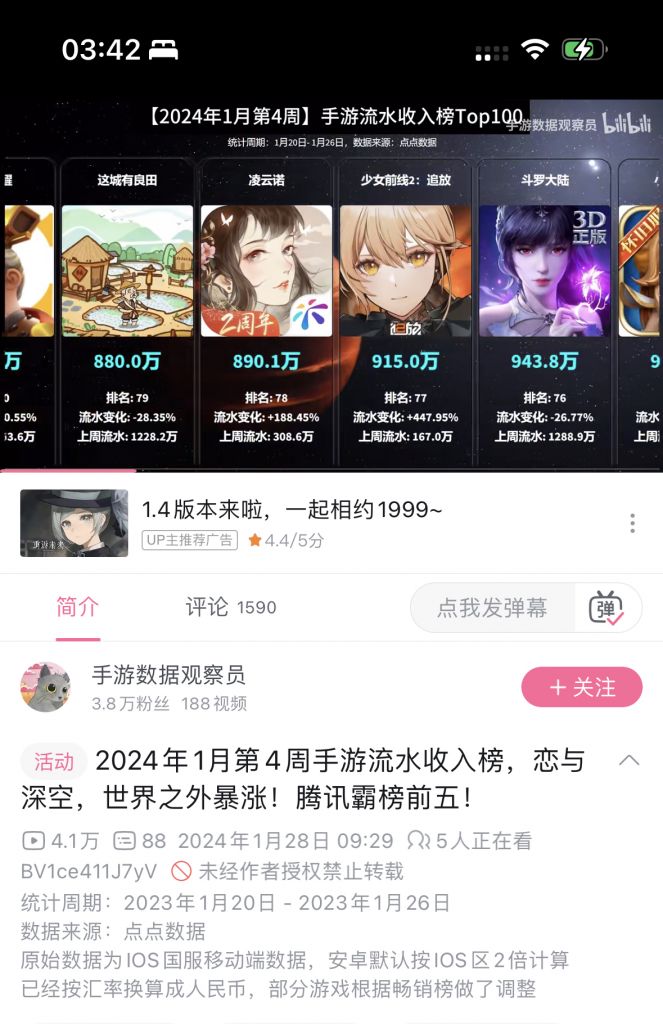 03:42
【2024年1月第4周】手游流水收入榜Top100
手游数据观察员 bilibili
统计周期：1月20日-1月26日，数据来源：点点数据
这城有良田
凌云诺
少女前线2：追放
斗罗大陆
2周年
追放
3D
正版
万
880.0万
890.1万
915.0万
943.8万
9
0
排名: 79
排名: 78
排名: 77
排名: 76
0.55%
流水变化: -28.35%
流水变化: +188.45%
流水变化: +447.95%
流水变化: -26.77%
流水
53.6万
上周流水: 1228.2万
上周流水: 308.6万
上周流水: 167.0万
上周流水: 1288.9万
上周
重返未来
1.4版本来啦，一起相约1999~
UP主推荐广告 4.4/5分
简介
评论 1590
点我发弹幕
弹
手游数据观察员
3.8万粉丝 188视频
+ 关注
活动 2024年1月第4周手游流水收入榜，恋与
深空，世界之外暴涨！腾讯霸榜前五！
4.1万 88 2024年1月28日 09:29 5人正在看
BV1ce411J7yV 未经作者授权禁止转载
统计周期：2023年1月20日 - 2023年1月26日
数据来源：点点数据
原始数据为IOS国服移动端数据，安卓默认按IOS区2倍计算
已经按汇率换算成人民币，部分游戏根据畅销榜做了调整